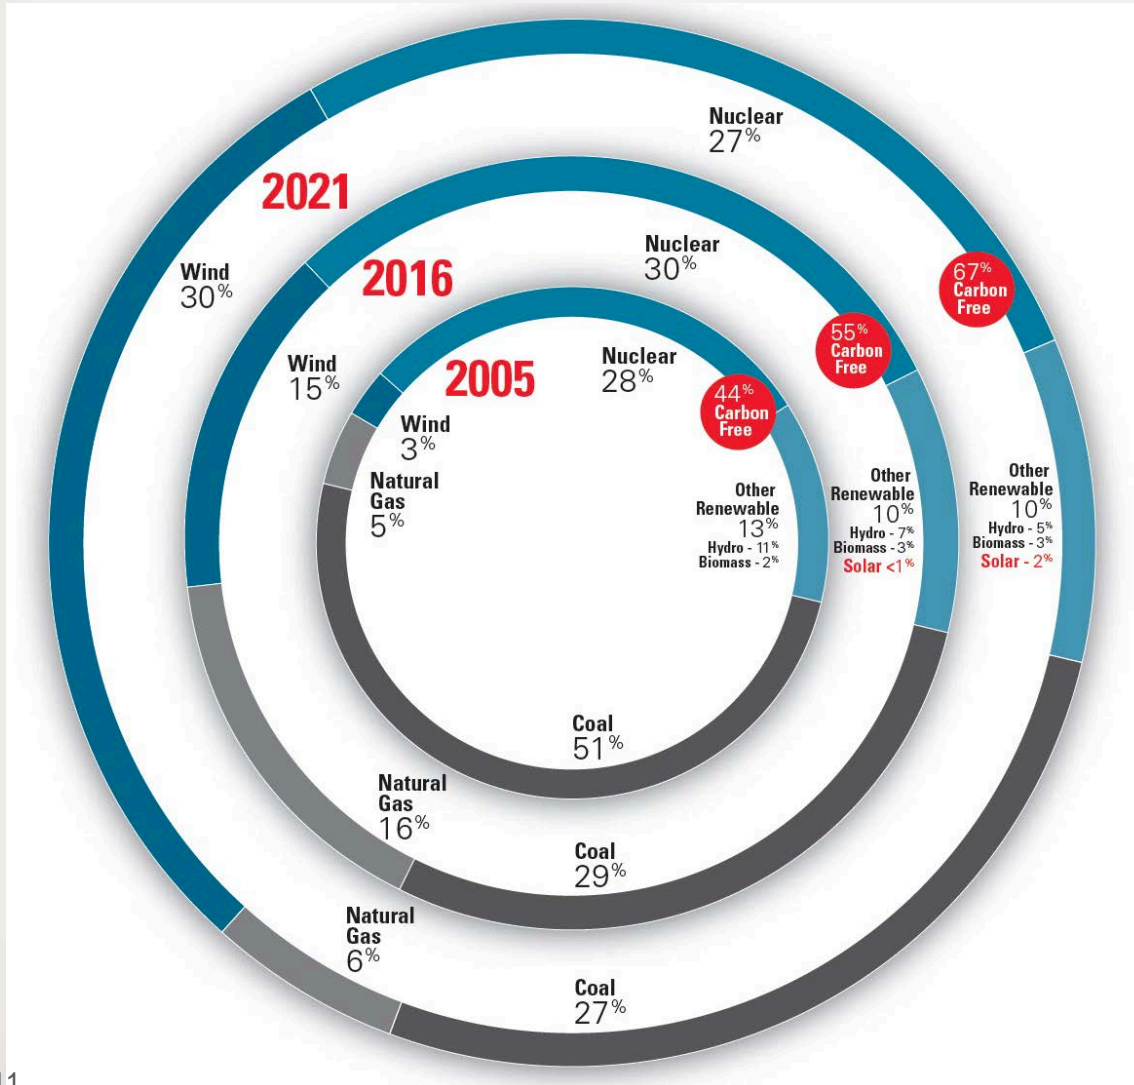 Nuclear
27%
2021
Wind
30%
67%
Carbon
Free
Nuclear
30%
2016
Wind
15%
55%
Carbon
Free
Nuclear
28%
2005
Wind
3%
44%
Carbon
Free
Natural
Gas
5%
Other
Renewable
13%
Hydro - 11%
Biomass - 2%
Other
Renewable
10%
Hydro - 7%
Biomass - 3%
Solar <1%
Other
Renewable
10%
Hydro - 5%
Biomass - 3%
Solar - 2%
Coal
51%
Natural
Gas
16%
Coal
29%
Natural
Gas
6%
Coal
27%